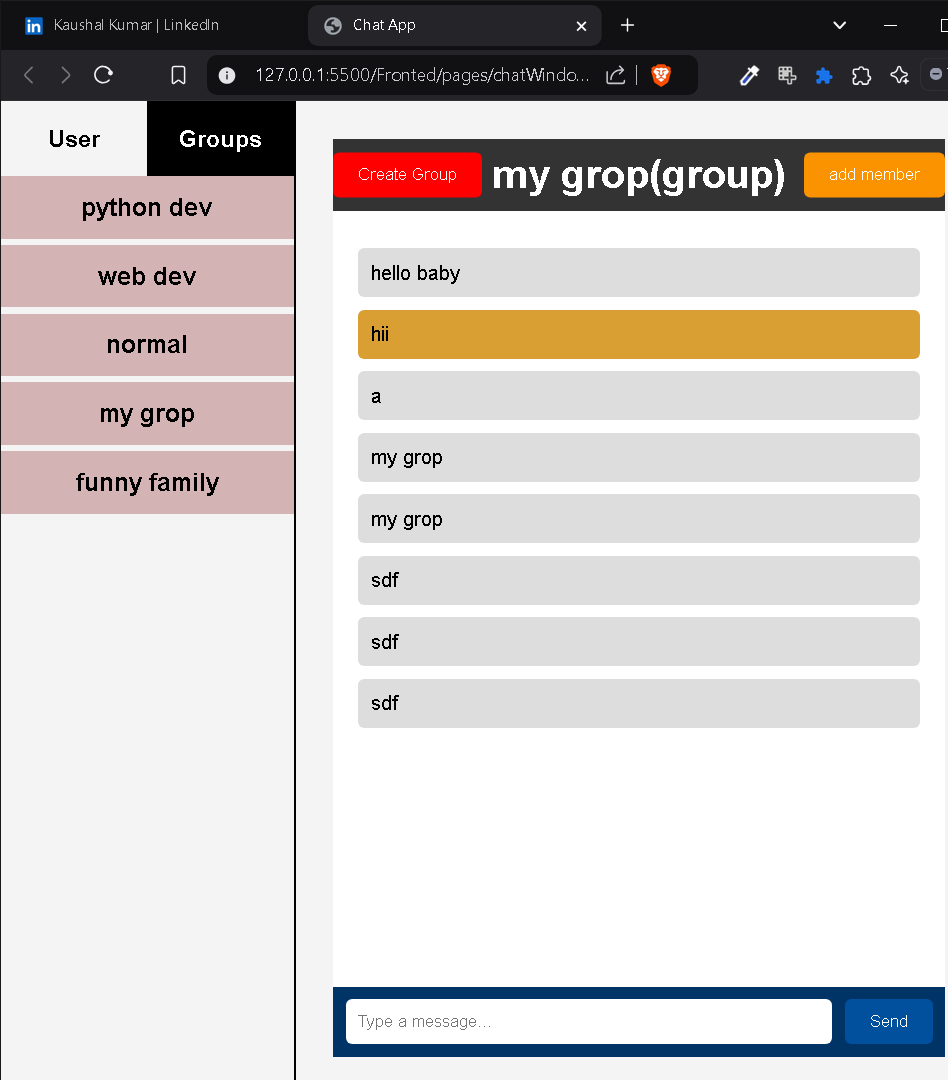 Kaushal Kumar | LinkedIn
Chat App
127.0.0.1:5500/Fronted/pages/chatWindo...
User
Groups
python dev
web dev
normal
my grop
funny family
Create Group
my grop(group)
add member
hello baby
hii
a
my grop
my grop
sdf
sdf
sdf
Type a message...
Send